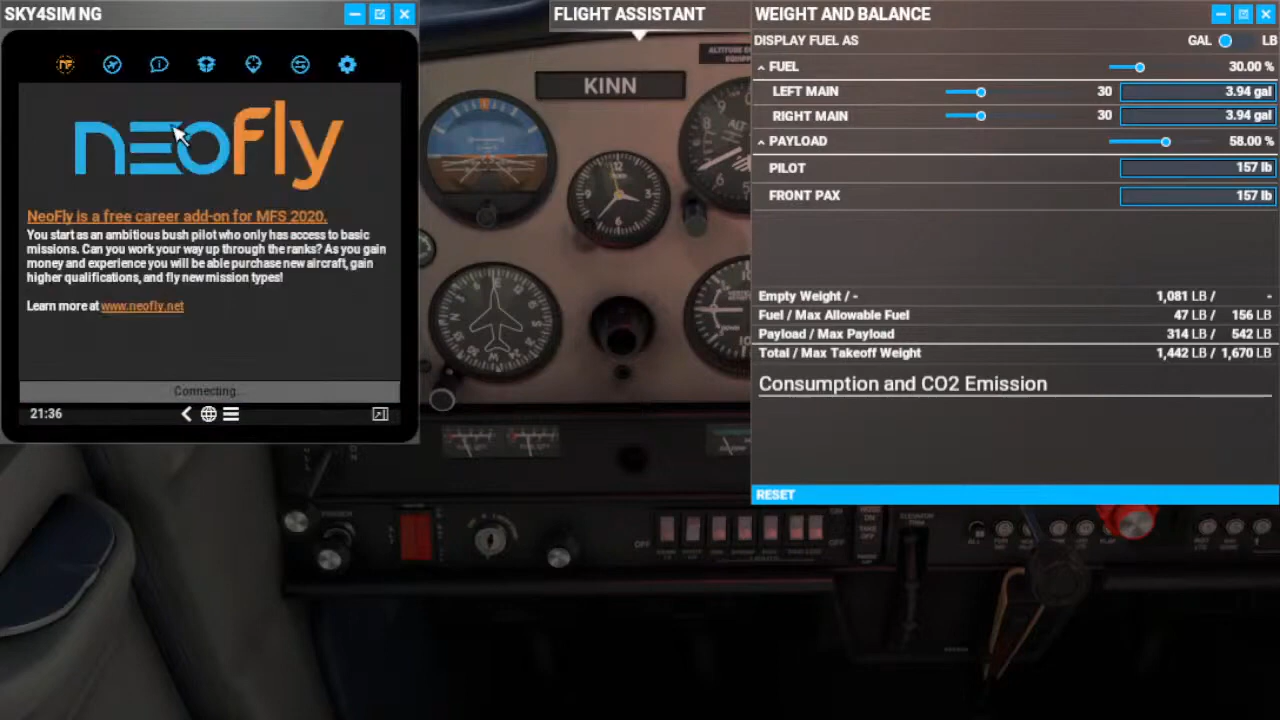 SKY4SIM NG
neofly
NeoFly is a free career add-on for MFS 2020.
You start as an ambitious bush pilot who only has access to basic
missions. Can you work your way up through the ranks? As you gain
money and experience you will be able purchase new aircraft, gain
higher qualifications, and fly new mission types!
Learn more at www.neofly.net
Connecting...
21:36
FLIGHT ASSISTANT
KINN
ALT
WEIGHT AND BALANCE
DISPLAY FUEL AS GAL LB
FUEL 30.00 %
LEFT MAIN 30 3.94 gal
RIGHT MAIN 30 3.94 gal
PAYLOAD 58.00 %
PILOT 157 lb
FRONT PAX 157 lb
Empty Weight / - 1,081 LB / -
Fuel / Max Allowable Fuel 47 LB / 156 LB
Payload / Max Payload 314 LB / 542 LB
Total / Max Takeoff Weight 1,442 LB / 1,670 LB
Consumption and CO2 Emission
RESET
OFF
OFF